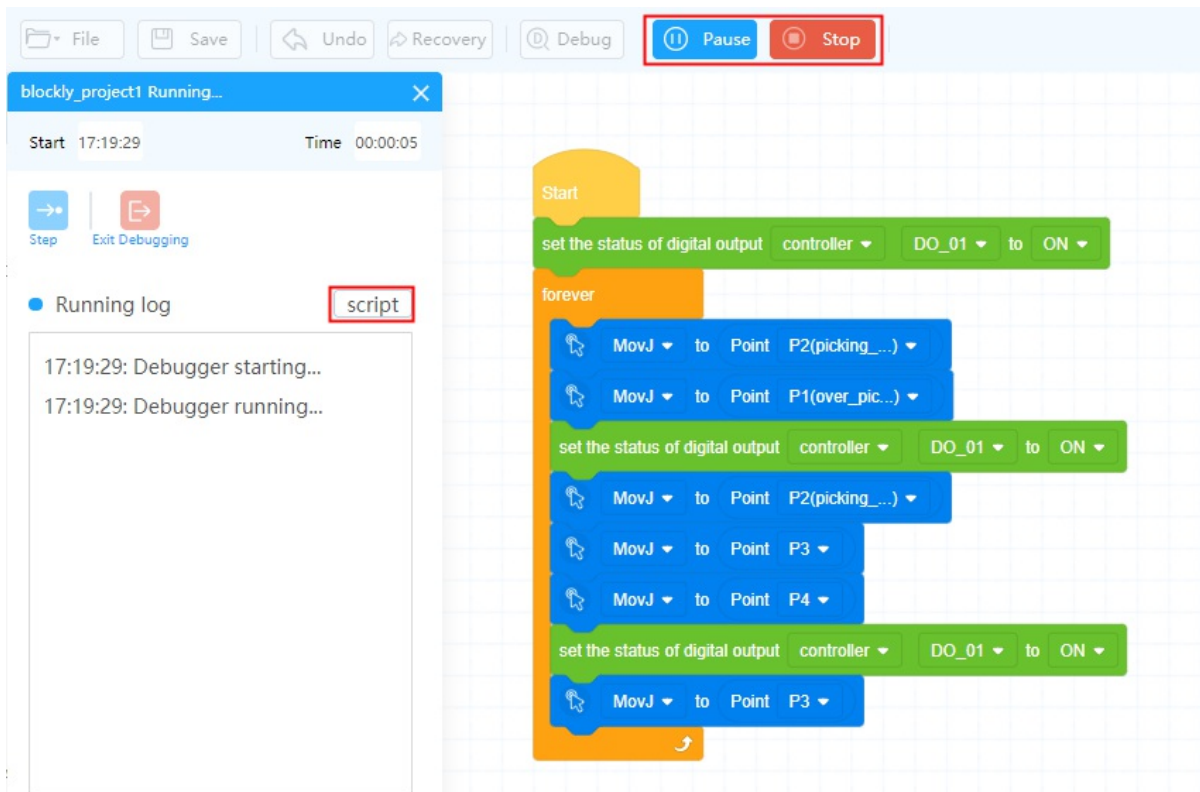 File Save Undo Recovery Debug Pause Stop
blockly_project1 Running...
Start 17:19:29 Time 00:00:05
Step Exit Debugging
Running log script
17:19:29: Debugger starting...
17:19:29: Debugger running...
Start
set the status of digital output controller DO_01 to ON
forever
MovJ to Point P2(picking_...)
MovJ to Point P1(over_pic...)
set the status of digital output controller DO_01 to ON
MovJ to Point P2(picking_...)
MovJ to Point P3
MovJ to Point P4
set the status of digital output controller DO_01 to ON
MovJ to Point P3